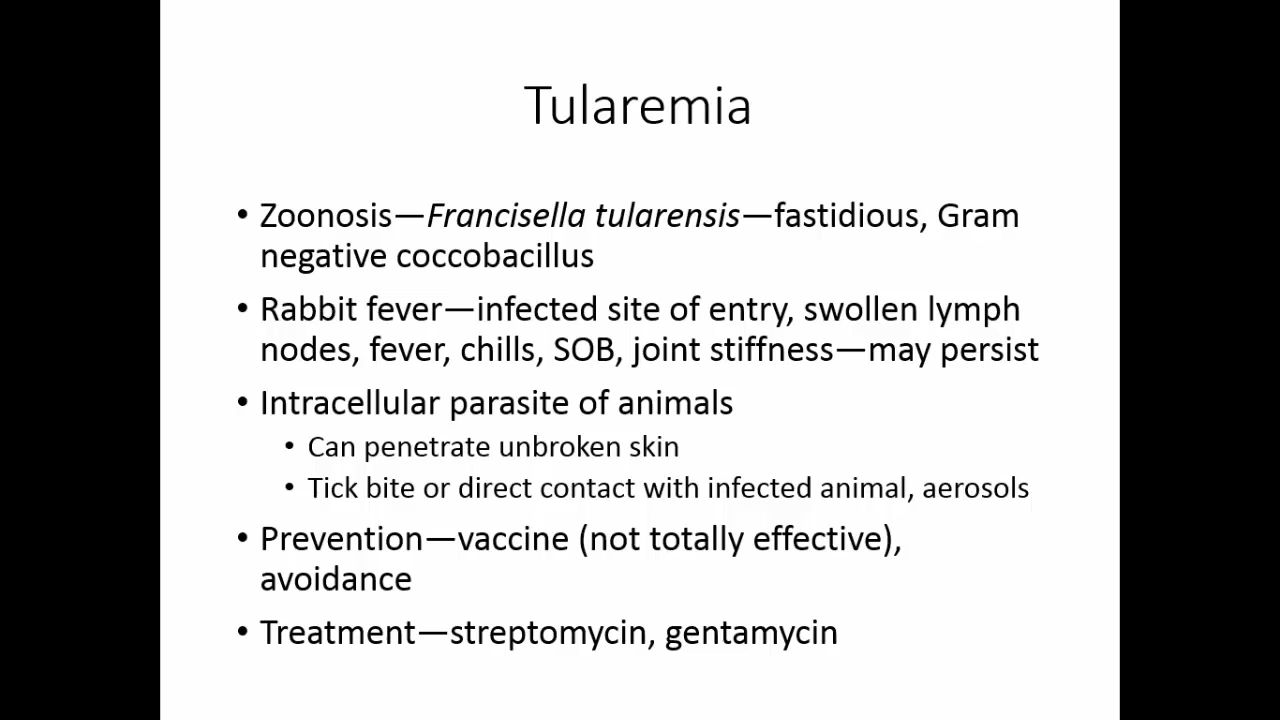 Tularemia
• Zoonosis—Francisella tularensis—fastidious, Gram
negative coccobacillus
• Rabbit fever—infected site of entry, swollen lymph
nodes, fever, chills, SOB, joint stiffness—may persist
• Intracellular parasite of animals
• Can penetrate unbroken skin
• Tick bite or direct contact with infected animal, aerosols
• Prevention—vaccine (not totally effective),
avoidance
• Treatment—streptomycin, gentamycin